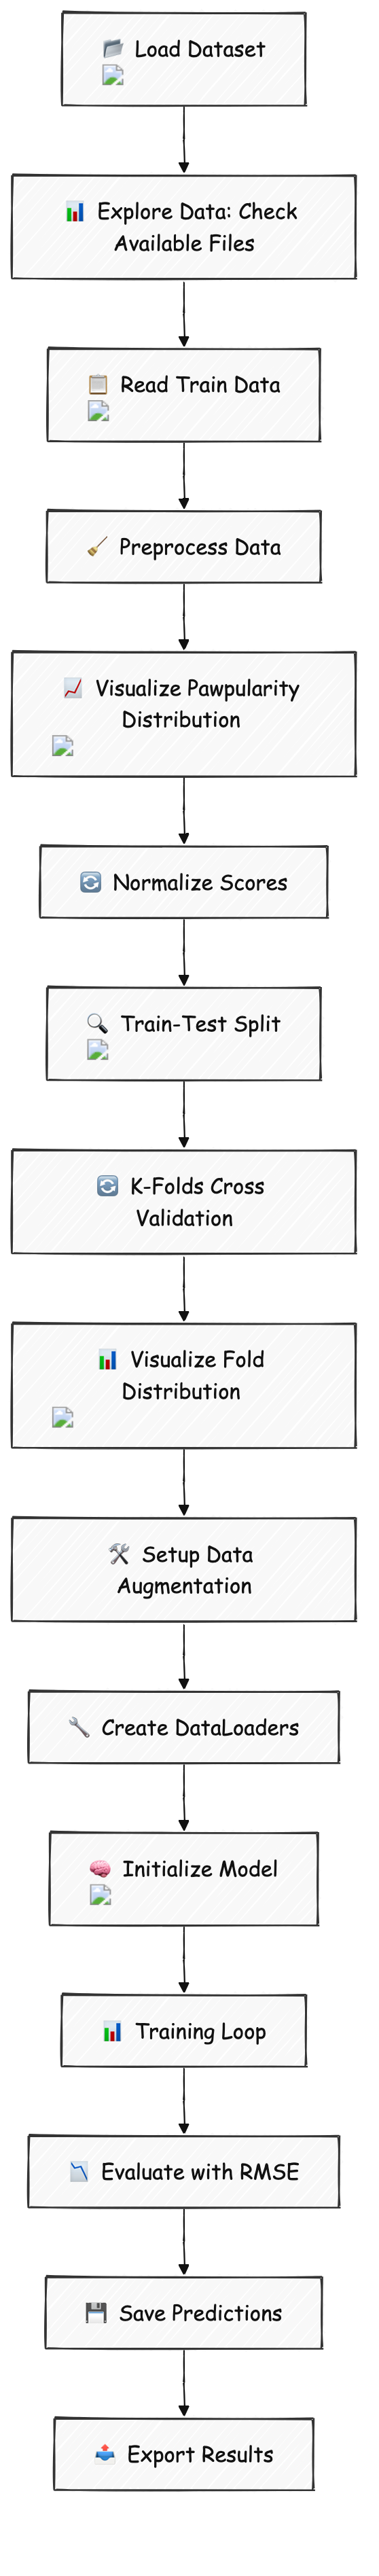 Load Dataset
Explore Data: Check
Available Files
Read Train Data
Preprocess Data
Visualize Pawpularity
Distribution
Normalize Scores
Train-Test Split
K-Folds Cross
Validation
Visualize Fold
Distribution
Setup Data
Augmentation
Create DataLoaders
Initialize Model
Training Loop
Evaluate with RMSE
Save Predictions
Export Results